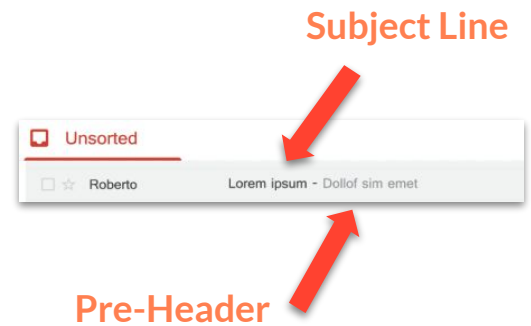 Subject Line
Unsorted
Roberto Lorem ipsum - Dollof sim emet
Pre-Header